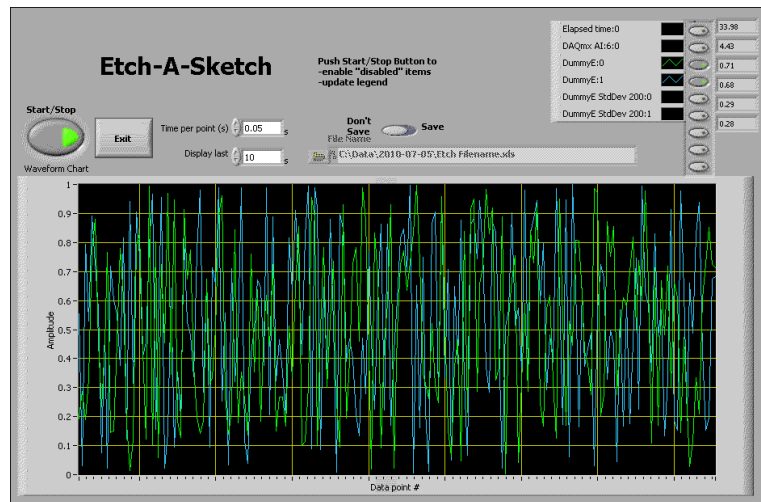 Etch-A-Sketch
Push Start/Stop Button to
-enable "disabled" items
-update legend
Elapsed time:0
33.98
DAQmx AI:6:0
4.43
DummyE:0
0.71
DummyE:1
0.68
DummyE StdDev 200:0
0.29
DummyE StdDev 200:1
0.28
Start/Stop
Exit
Time per point (s)
0.05
s
Display last
10
s
Don't
Save
Save
File Name
C:\Data\2010-07-05\Etch Filename.xls
Waveform Chart
Amplitude
1
0.9
0.8
0.7
0.6
0.5
0.4
0.3
0.2
0.1
0
Data point #